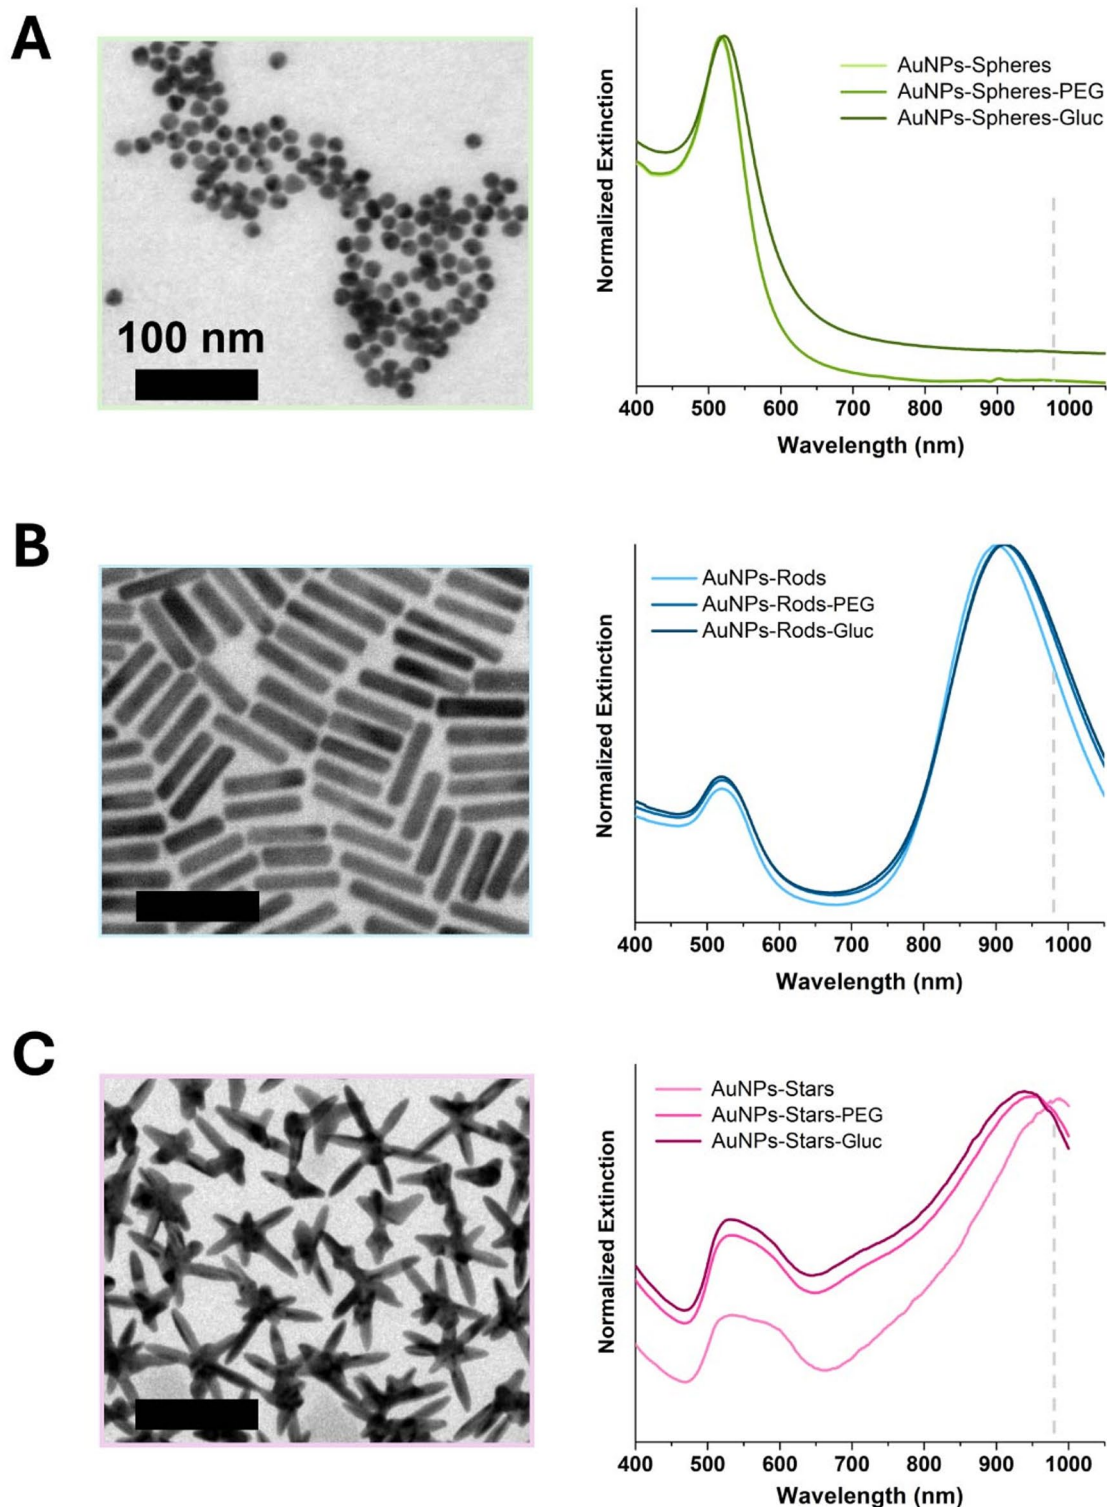 A
100 nm
Normalized Extinction
AuNPs-Spheres
AuNPs-Spheres-PEG
AuNPs-Spheres-Gluc
400 500 600 700 800 900 1000
Wavelength (nm)
B
Normalized Extinction
AuNPs-Rods
AuNPs-Rods-PEG
AuNPs-Rods-Gluc
400 500 600 700 800 900 1000
Wavelength (nm)
C
Normalized Extinction
AuNPs-Stars
AuNPs-Stars-PEG
AuNPs-Stars-Gluc
400 500 600 700 800 900 1000
Wavelength (nm)